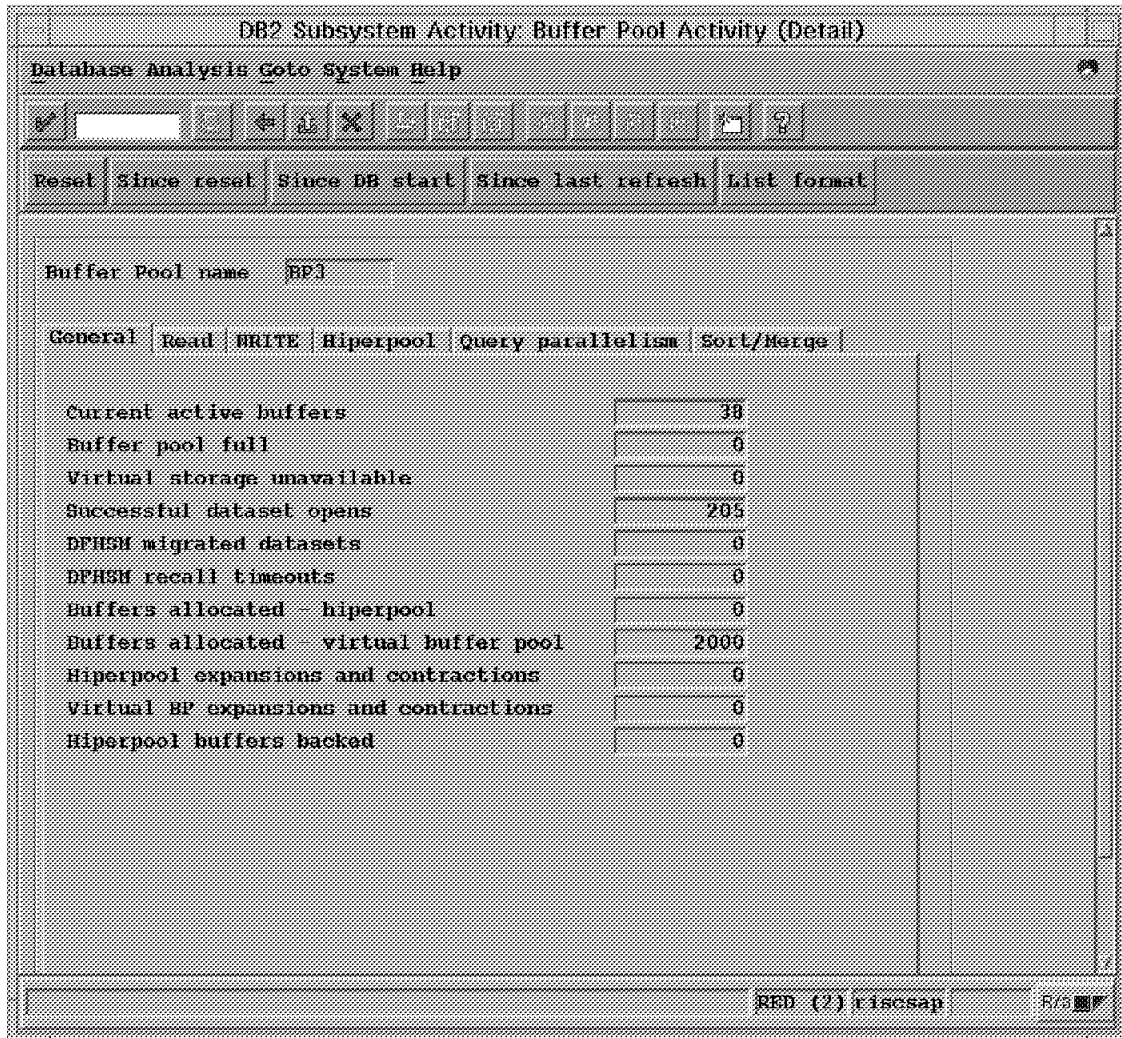 DB2 Subsystem Activity: Buffer Pool Activity (Detail)
Database Analysis Goto System Help
Reset Since reset Since DB start Since last refresh List format
Buffer Pool name BP3
General Read WRITE Hiperpool Query parallelism Sort/Merge
Current active buffers 38
Buffer pool full 0
Virtual storage unavailable 0
Successful dataset opens 205
DFHSM migrated datasets 0
DFHSM recall timeouts 0
Buffers allocated - hiperpool 0
Buffers allocated - virtual buffer pool 2000
Hiperpool expansions and contractions 0
Virtual BP expansions and contractions 0
Hiperpool buffers backed 0
RED (2) riscsap R/3